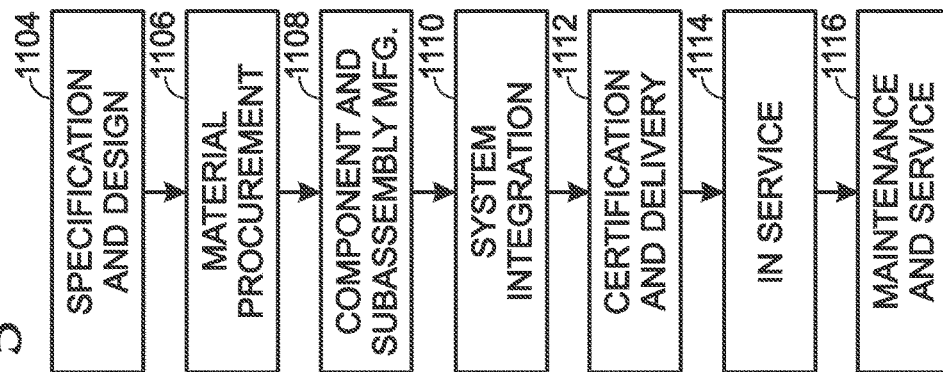 1104
SPECIFICATION
AND DESIGN
1106
MATERIAL
PROCUREMENT
1108
COMPONENT AND
SUBASSEMBLY MFG.
1110
SYSTEM
INTEGRATION
1112
CERTIFICATION
AND DELIVERY
1114
IN SERVICE
1116
MAINTENANCE
AND SERVICE